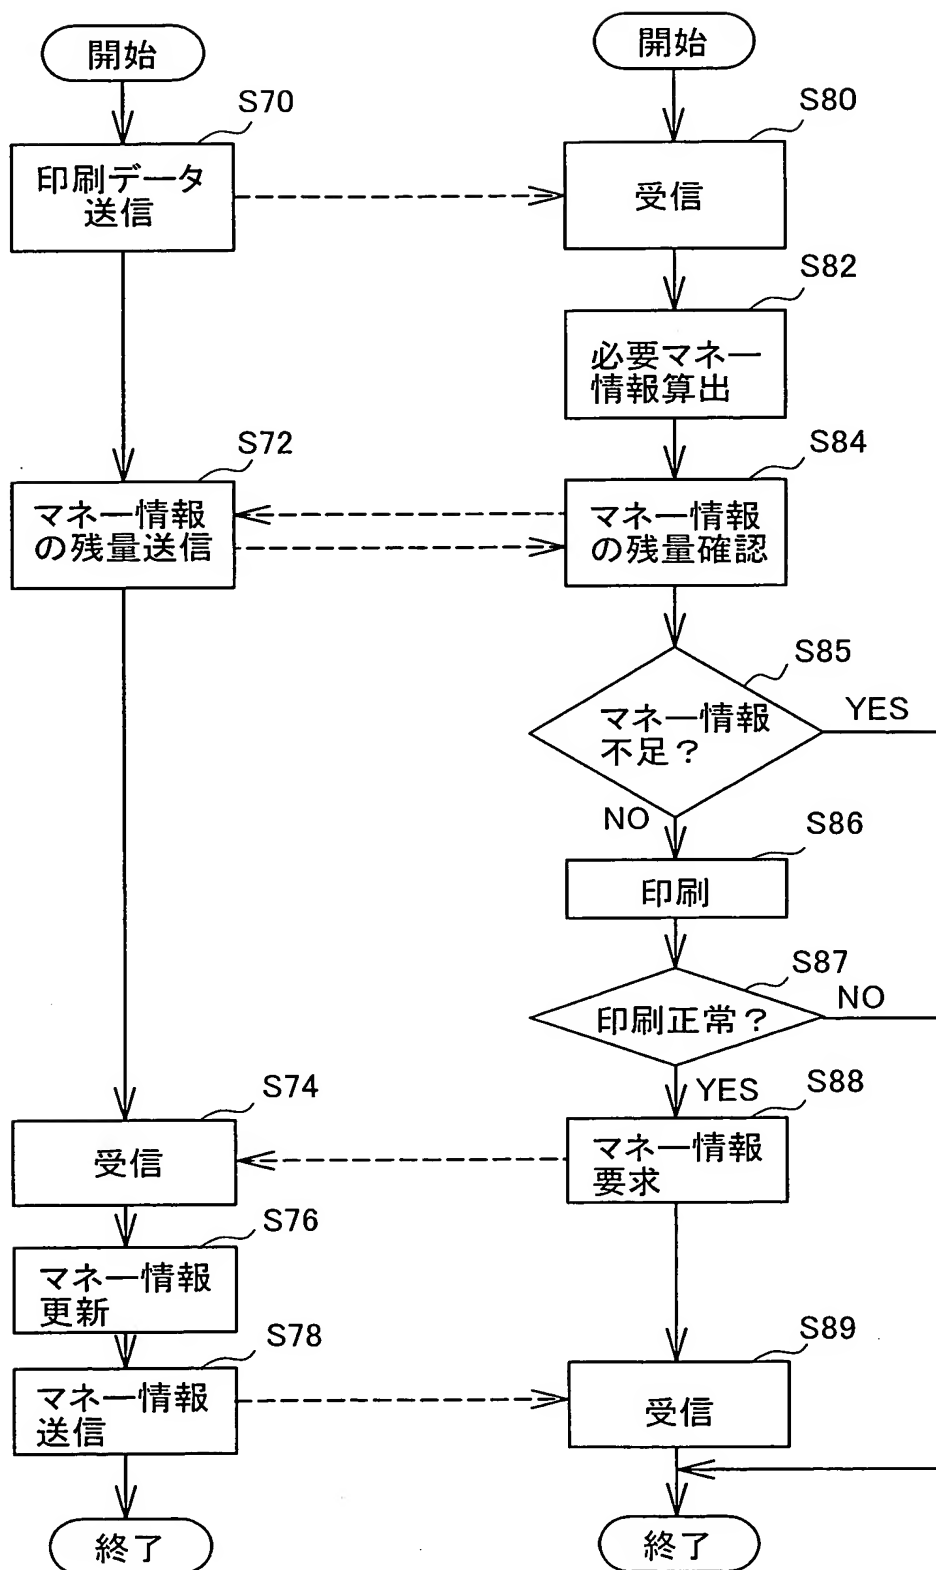 開始
S70
印刷データ
送信
S72
マネー情報
の残量送信
S74
受信
S76
マネー情報
更新
S78
マネー情報
送信
終了
開始
S80
受信
S82
必要マネー
情報算出
S84
マネー情報
の残量確認
S85
マネー情報
不足？
YES
NO
S86
印刷
S87
印刷正常？
NO
YES
S88
マネー情報
要求
S89
受信
終了